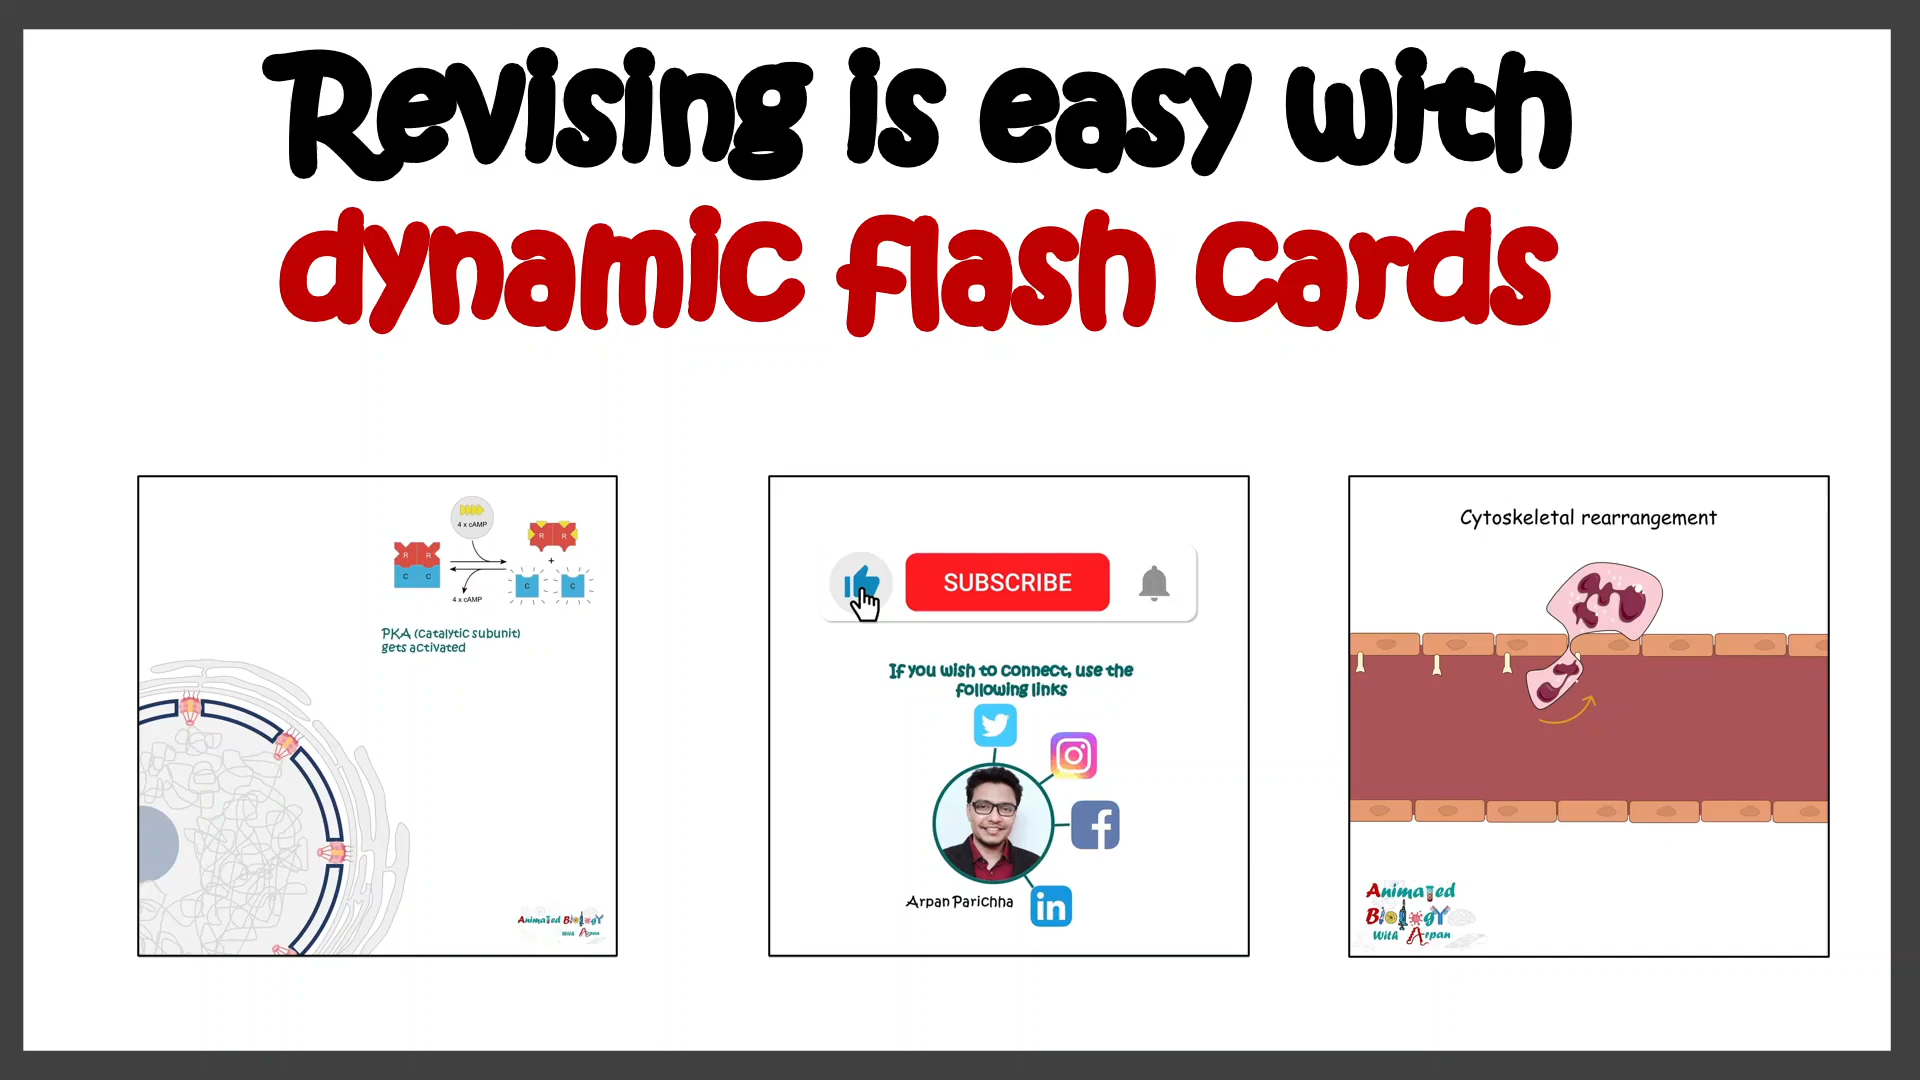 Revising is easy with
dynamic flash cards
4 x cAMP
R R
R R
+
C C
C C
4 x cAMP
PKA (catalytic subunit)
gets activated
Animated Biology
With Arpan
SUBSCRIBE
If you wish to connect, use the
following links
Arpan Parichha
in
Cytoskeletal rearrangement
Animated
Biology
With Arpan